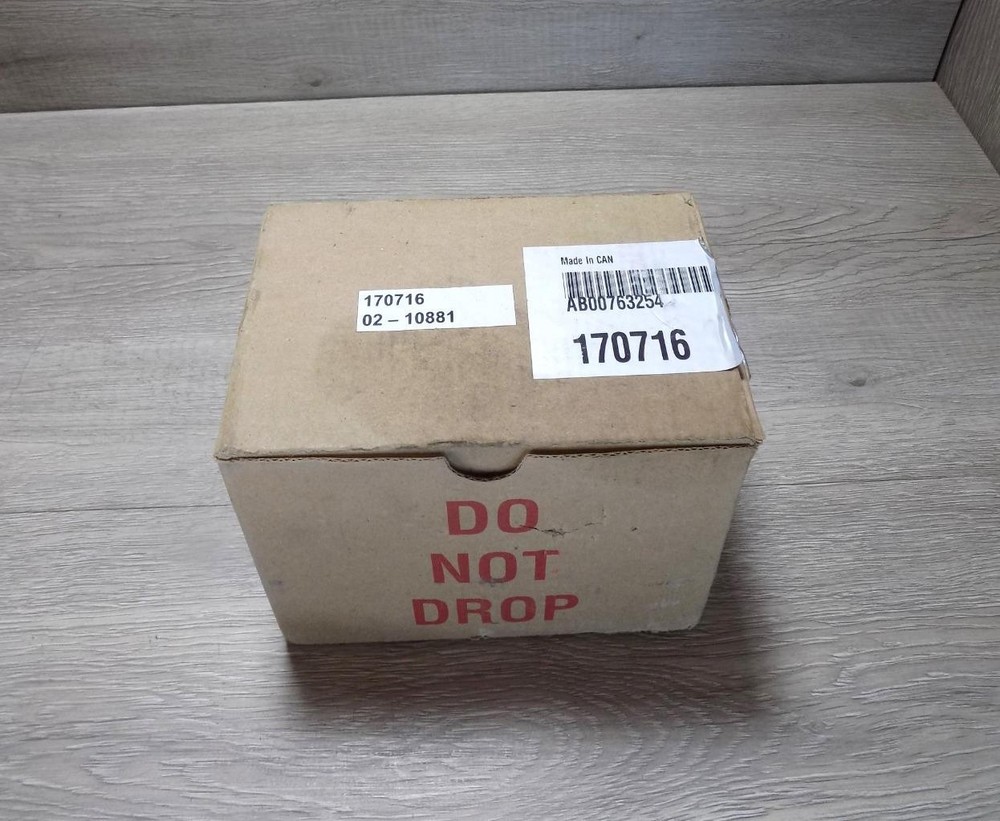 170716
02 – 10881
Made In CAN
AB00763254
170716
DO
NOT
DROP